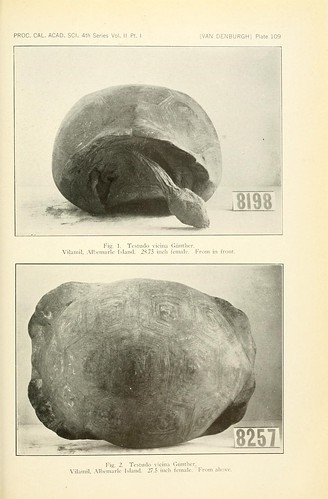 PROC. CAL. ACAD. SCI. 4th Series Vol. II Pt. I [VAN DENBURGH] Plate 109
8198
Fig. 1. Testudo vicina Günther.
Vilamil, Albemarle Island. 28.75 inch female. From in front.
8257
Fig. 2. Testudo vicina Günther.
Vilamil, Albemarle Island. 27.5 inch female. From above.